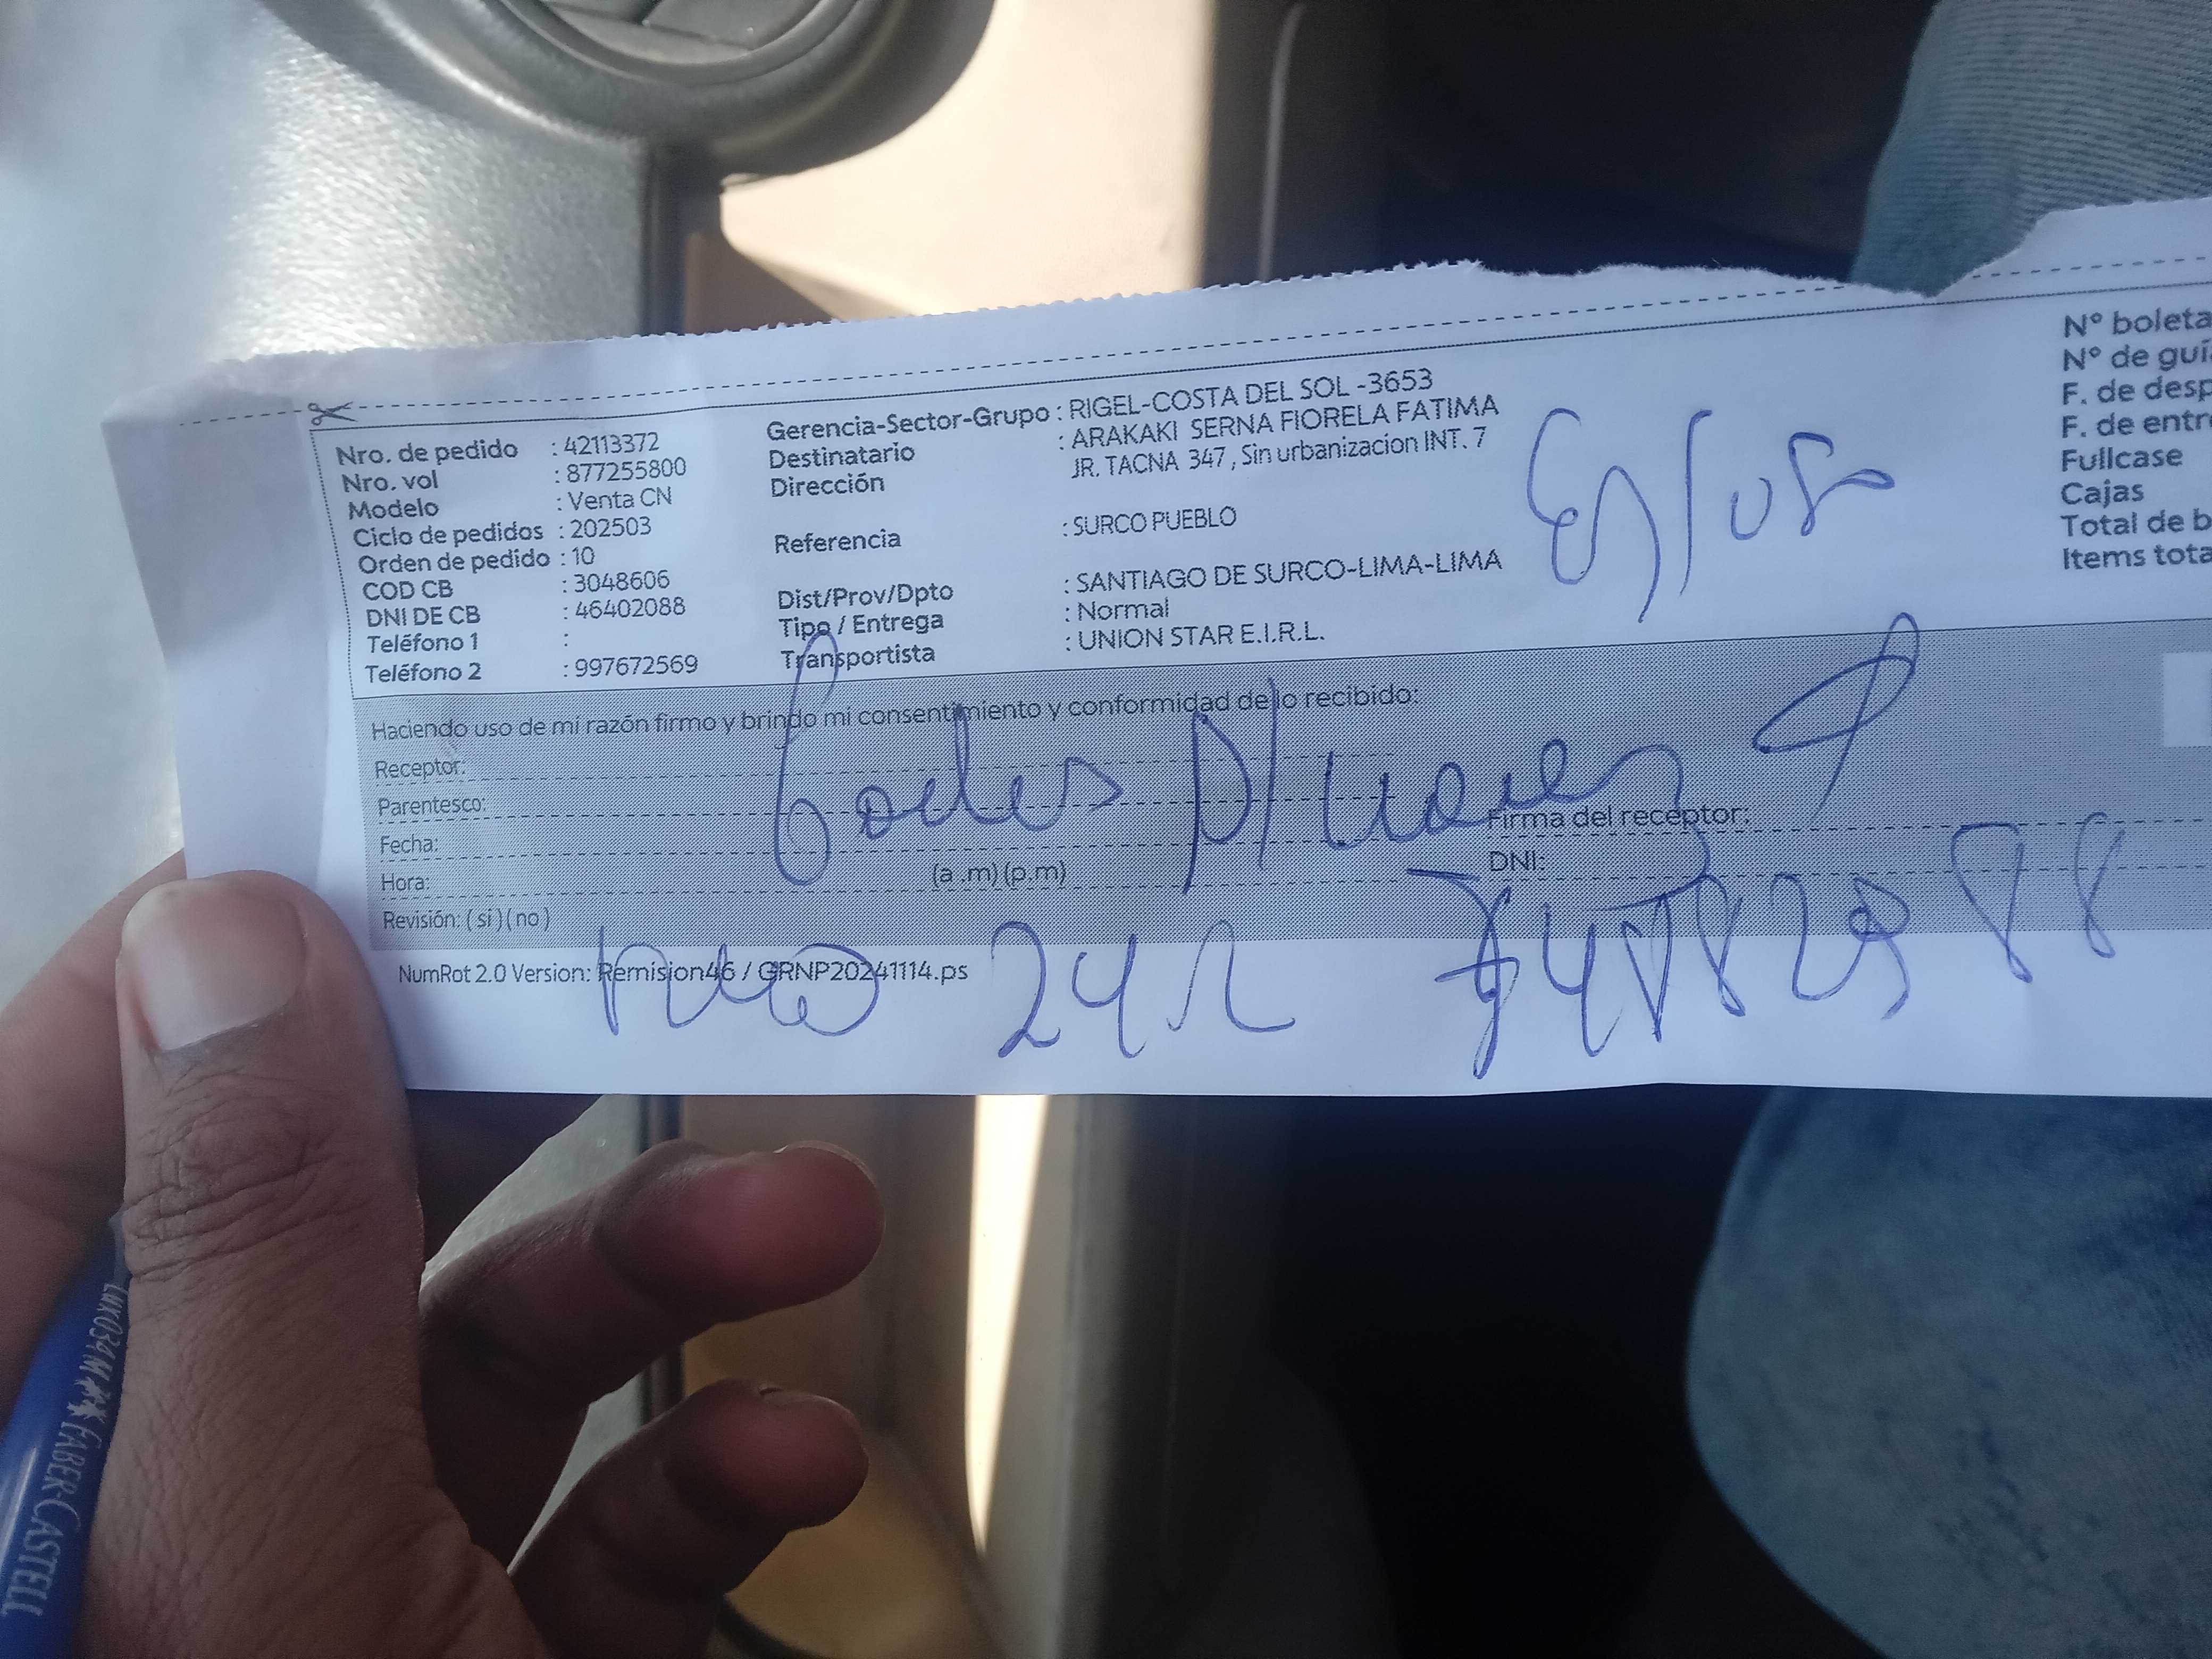 Nro. de pedido : 42113372
Nro. vol : 877255800
Modelo : Venta CN
Ciclo de pedidos : 202503
Orden de pedido : 10
COD CB : 3048606
DNI DE CB : 46402088
Teléfono 1 :
Teléfono 2 : 997672569
Gerencia-Sector-Grupo : RIGEL-COSTA DEL SOL -3653
Destinatario : ARAKAKI SERNA FIORELA FATIMA
Dirección JR. TACNA 347 , Sin urbanizacion INT. 7
Referencia : SURCO PUEBLO
Dist/Prov/Dpto : SANTIAGO DE SURCO-LIMA-LIMA
Tipo / Entrega : Normal
Transportista : UNION STAR E.I.R.L.
Esposo
N° boleta
N° de guí
F. de desp
F. de entr
Fullcase
Cajas
Total de b
Items tota
Haciendo uso de mi razón firmo y brindo mi consentimiento y conformidad de lo recibido:
Receptor:
Parentesco:
Fecha:
Hora: (a .m) (p.m)
Revisión: ( si ) ( no )
Firma del receptor:
DNI:
NumRot 2.0 Version: Remision46 / GRNP20241114.ps
LUX 034 M FABER-CASTELL